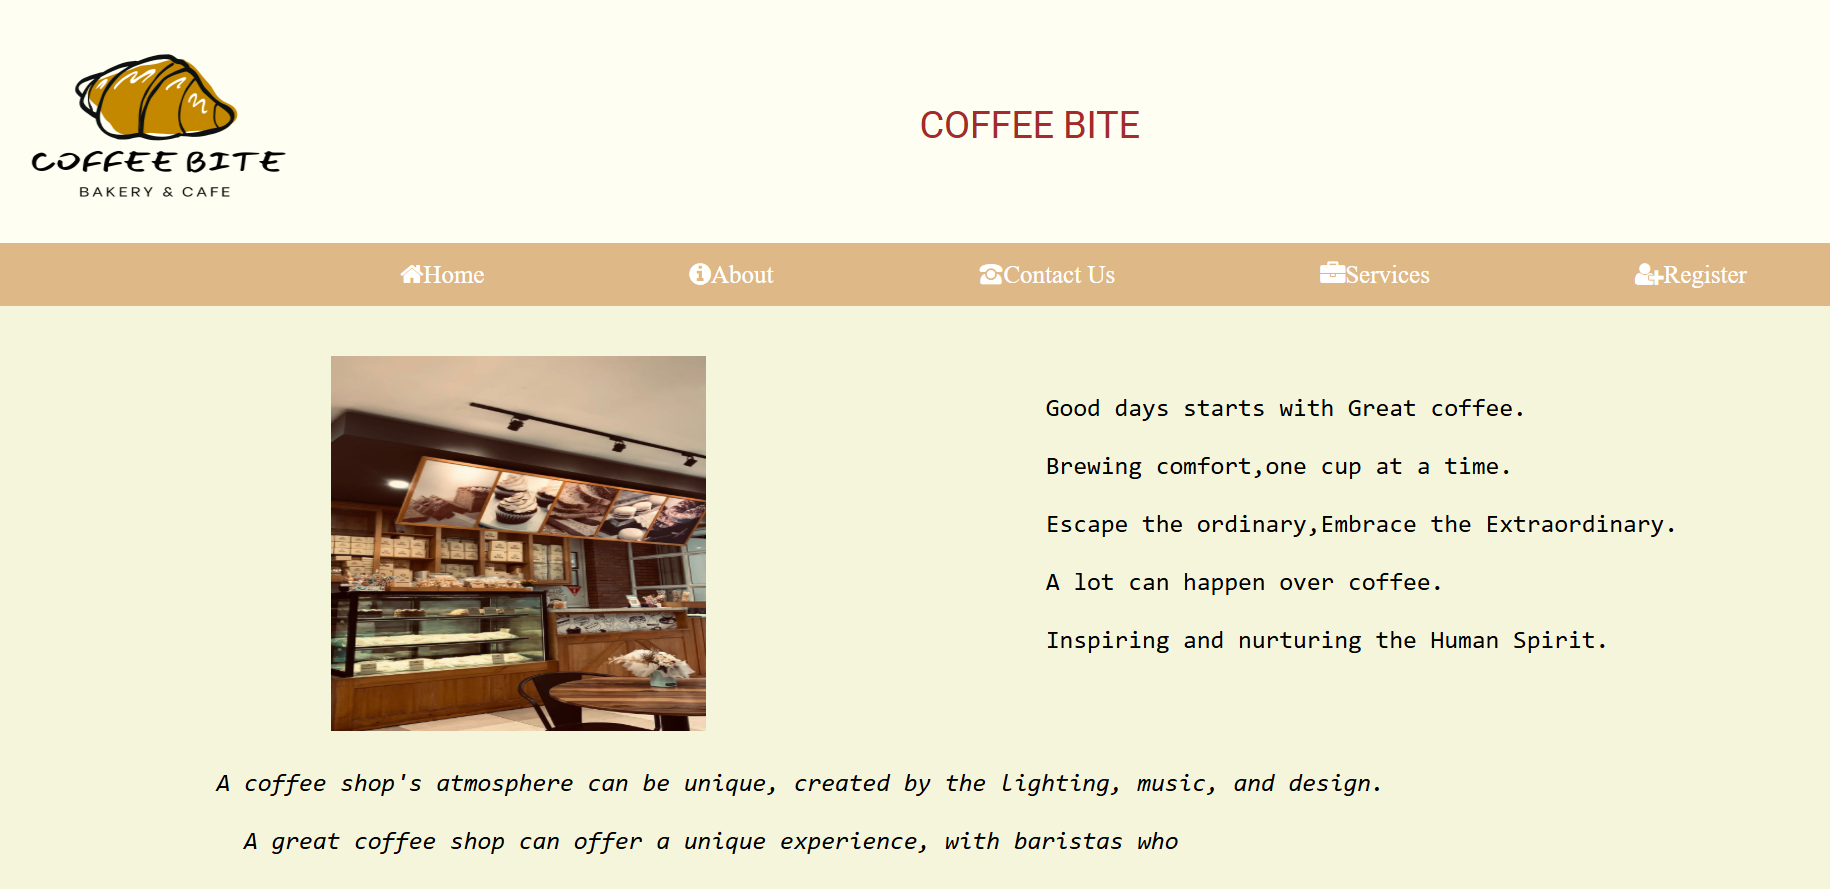 COFFEE BITE
BAKERY & CAFE
COFFEE BITE
Home About Contact Us Services Register
Good days starts with Great coffee.
Brewing comfort,one cup at a time.
Escape the ordinary,Embrace the Extraordinary.
A lot can happen over coffee.
Inspiring and nurturing the Human Spirit.
A coffee shop's atmosphere can be unique, created by the lighting, music, and design.
A great coffee shop can offer a unique experience, with baristas who